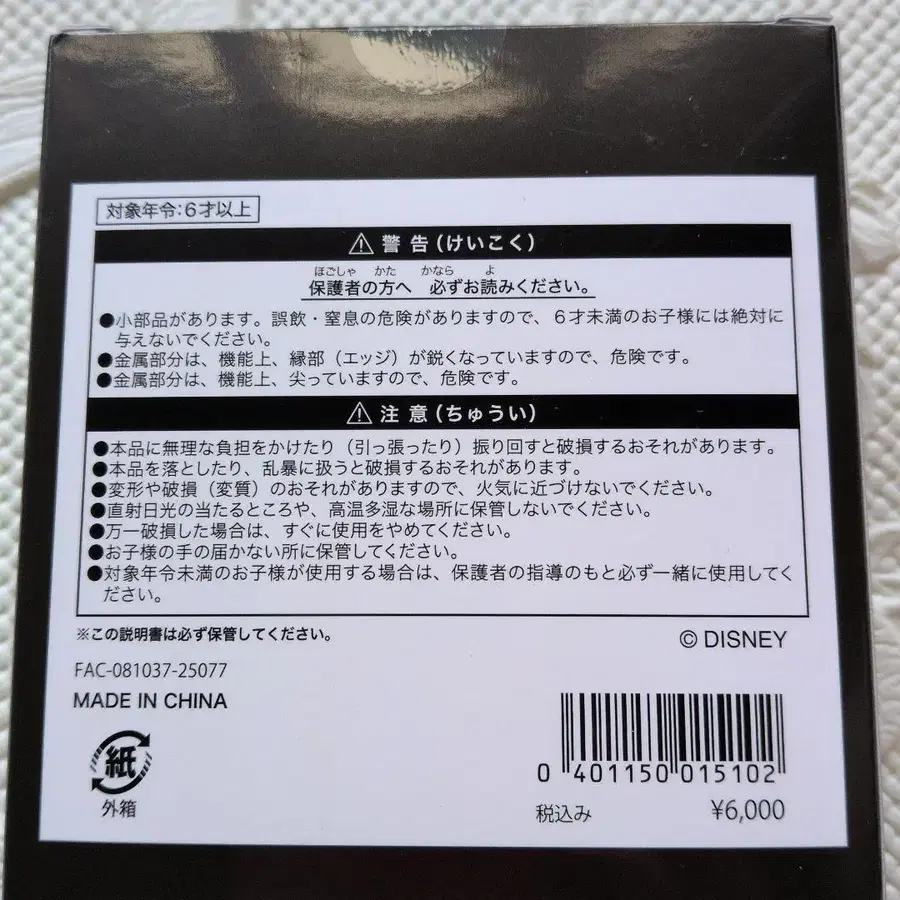 対象年令:6才以上
⚠ 警告(けいこく)
ほごしゃ かた かなら よ
保護者の方へ 必ずお読みください。
●小部品があります。誤飲・窒息の危険がありますので、6才未満のお子様には絶対に
与えないでください。
●金属部分は、機能上、縁部(エッジ)が鋭くなっていますので、危険です。
●金属部分は、機能上、尖っていますので、危険です。
⚠ 注意(ちゅうい)
●本品に無理な負担をかけたり(引っ張ったり)振り回すと破損するおそれがあります。
●本品を落としたり、乱暴に扱うと破損するおそれがあります。
●変形や破損(変質)のおそれがありますので、火気に近づけないでください。
●直射日光の当たるところや、高温多湿な場所に保管しないでください。
●万一破損した場合は、すぐに使用をやめてください。
●お子様の手の届かない所に保管してください。
●対象年令未満のお子様が使用する場合は、保護者の指導のもと必ず一緒に使用してく
ださい。
※この説明書は必ず保管してください。
© DISNEY
FAC-081037-25077
MADE IN CHINA
紙
外箱
0 401150 015102
税込み ¥6,000